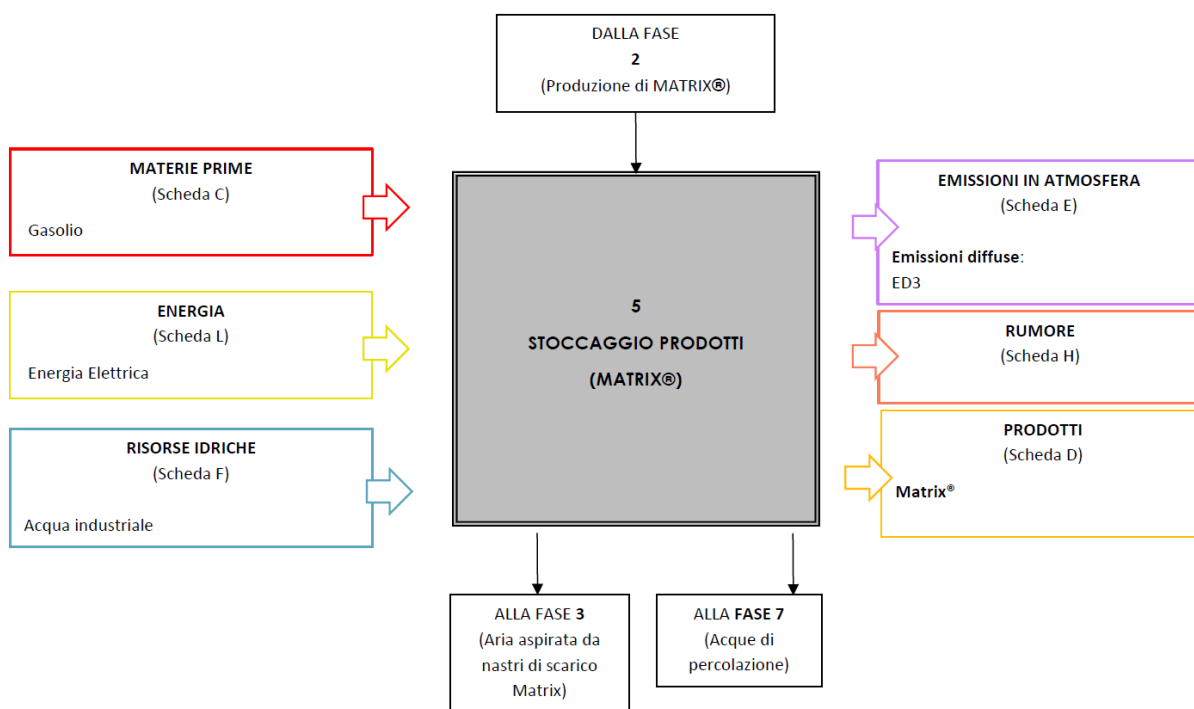 DALLA FASE
2
(Produzione di MATRIX®)
MATERIE PRIME
(Scheda C)
Gasolio
ENERGIA
(Scheda L)
Energia Elettrica
RISORSE IDRICHE
(Scheda F)
Acqua industriale
5
STOCCAGGIO PRODOTTI
(MATRIX®)
EMISSIONI IN ATMOSFERA
(Scheda E)
Emissioni diffuse:
ED3
RUMORE
(Scheda H)
PRODOTTI
(Scheda D)
Matrix®
ALLA FASE 3
(Aria aspirata da
nastri di scarico
Matrix)
ALLA FASE 7
(Acque di
percolazione)